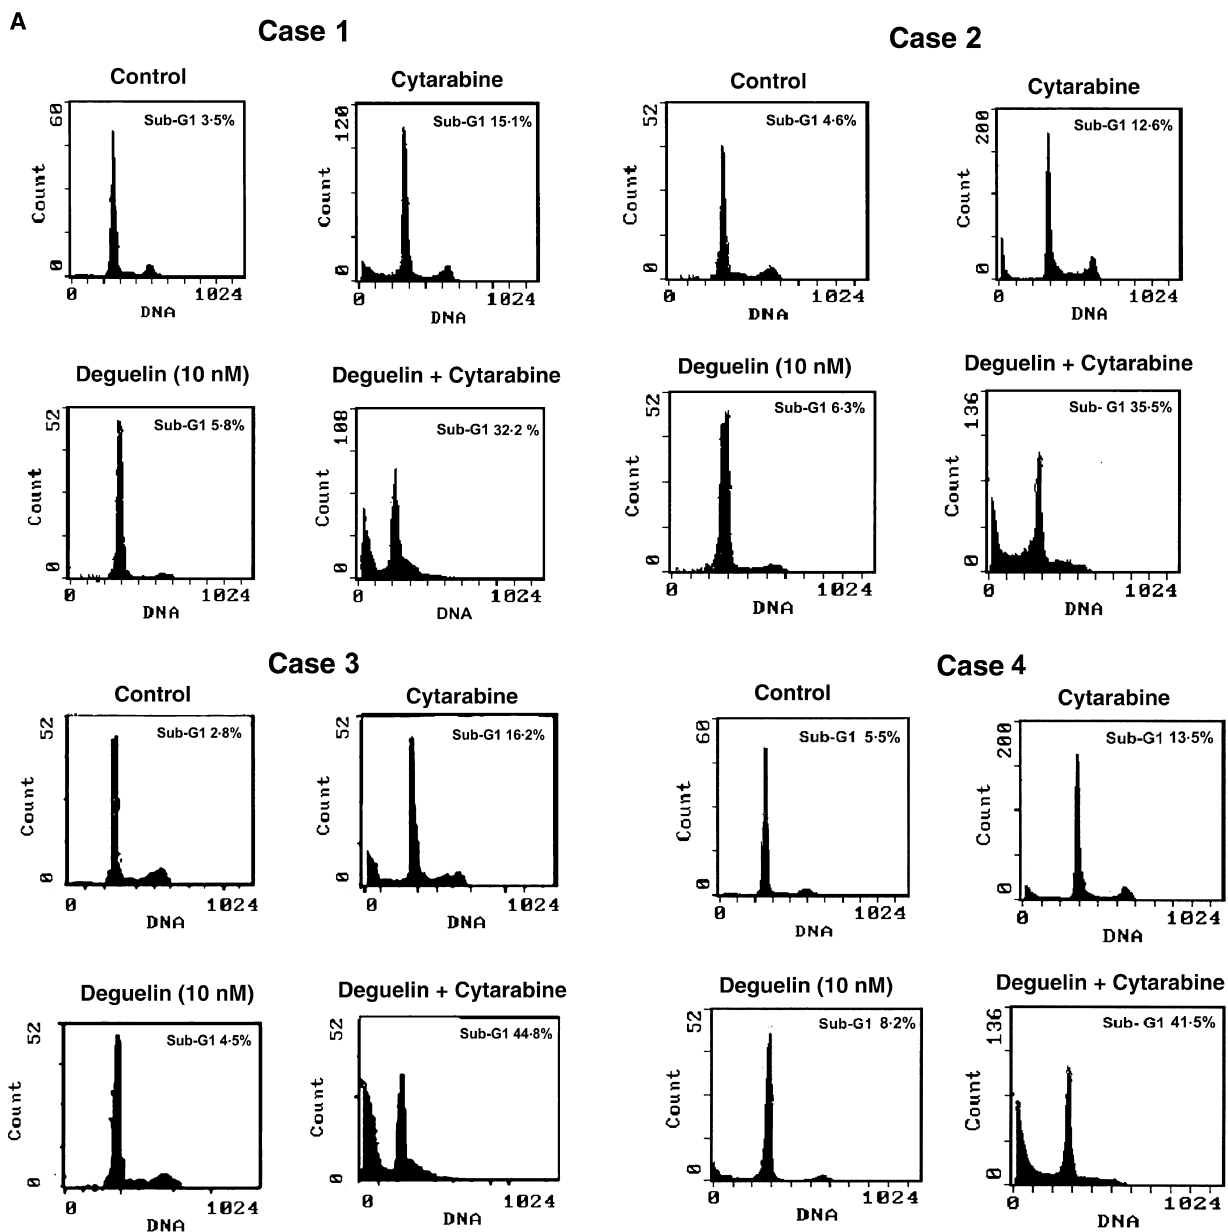 A
Case 1
Control
60
Sub-G1 3·5%
Count
0
0 1024
DNA
Cytarabine
120
Sub-G1 15·1%
Count
0
0 1024
DNA
Deguelin (10 nM)
52
Sub-G1 5·8%
Count
0
0 1024
DNA
Deguelin + Cytarabine
108
Sub-G1 32·2 %
Count
0
0 1024
DNA
Case 2
Control
52
Sub-G1 4·6%
Count
0
0 1024
DNA
Cytarabine
200
Sub-G1 12·6%
Count
0
0 1024
DNA
Deguelin (10 nM)
52
Sub-G1 6·3%
Count
0
0 1024
DNA
Deguelin + Cytarabine
136
Sub- G1 35·5%
Count
0
0 1024
DNA
Case 3
Control
52
Sub-G1 2·8%
Count
0
0 1024
DNA
Cytarabine
52
Sub-G1 16·2%
Count
0
0 1024
DNA
Deguelin (10 nM)
52
Sub-G1 4·5%
Count
0
0 1024
DNA
Deguelin + Cytarabine
52
Sub-G1 44·8%
Count
0
0 1024
DNA
Case 4
Control
60
Sub-G1 5·5%
Count
0
0 1024
DNA
Cytarabine
200
Sub-G1 13·5%
Count
0
0 1024
DNA
Deguelin (10 nM)
52
Sub-G1 8·2%
Count
0
0 1024
DNA
Deguelin + Cytarabine
136
Sub- G1 41·5%
Count
0
0 1024
DNA